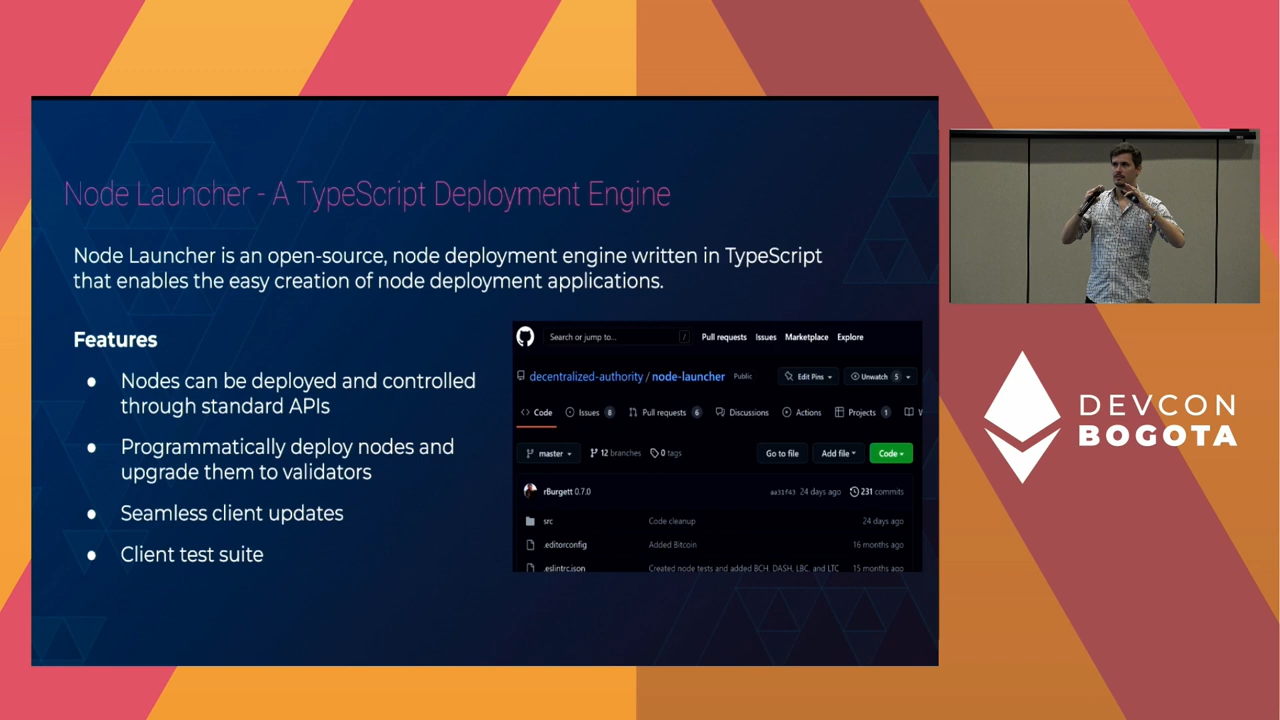 Node Launcher - A TypeScript Deployment Engine
Node Launcher is an open-source, node deployment engine written in TypeScript
that enables the easy creation of node deployment applications.
Features
● Nodes can be deployed and controlled
through standard APIs
● Programmatically deploy nodes and
upgrade them to validators
● Seamless client updates
● Client test suite
Search or jump to... / Pull requests Issues Marketplace Explore
decentralized-authority / node-launcher Public Edit Pins Unwatch 5
Code Issues 8 Pull requests 6 Discussions Actions Projects 1
master 12 branches 0 tags Go to file Add file Code
rBurgett 0.7.0 aa31f43 24 days ago 231 commits
src Code cleanup 24 days ago
.editorconfig Added Bitcoin 16 months ago
.eslintrc.json Created node tests and added BCH, DASH, LBC, and LTC 15 months ago
DEVCON
BOGOTA